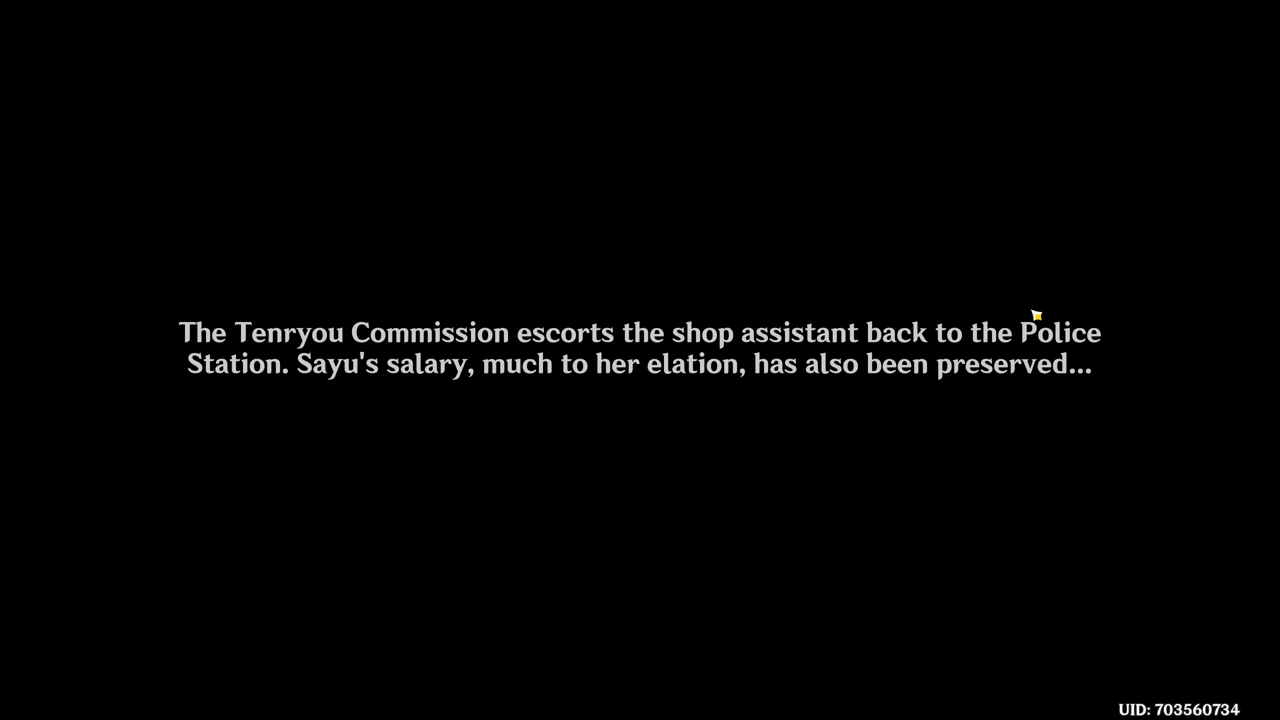 The Tenryou Commission escorts the shop assistant back to the Police
Station. Sayu's salary, much to her elation, has also been preserved...
UID: 703560734